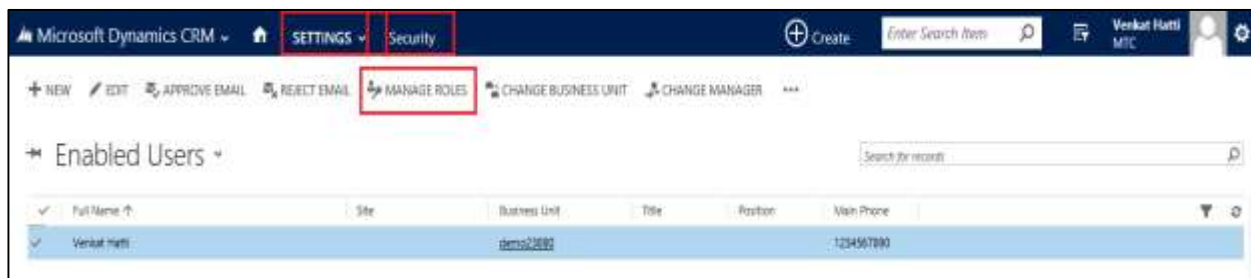 Microsoft Dynamics CRM SETTINGS Security Create Enter Search Item Venkat Hatti
MTC
NEW EDIT APPROVE EMAIL REJECT EMAIL MANAGE ROLES CHANGE BUSINESS UNIT CHANGE MANAGER ...
Enabled Users Search for records
Full Name ↑ Site Business Unit Title Position Main Phone
Venkat Hatti demo23080 1234567890